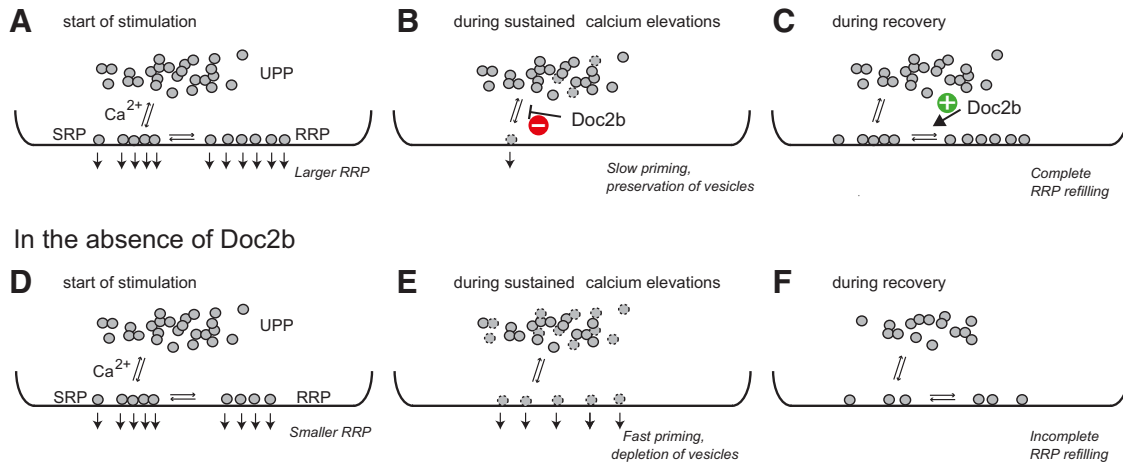 A start of stimulation
UPP
Ca2+
SRP
RRP
Larger RRP
B during sustained calcium elevations
−
Doc2b
Slow priming,
preservation of vesicles
C during recovery
+
Doc2b
Complete
RRP refilling
In the absence of Doc2b
D start of stimulation
UPP
Ca2+
SRP
RRP
Smaller RRP
E during sustained calcium elevations
Fast priming,
depletion of vesicles
F during recovery
Incomplete
RRP refilling